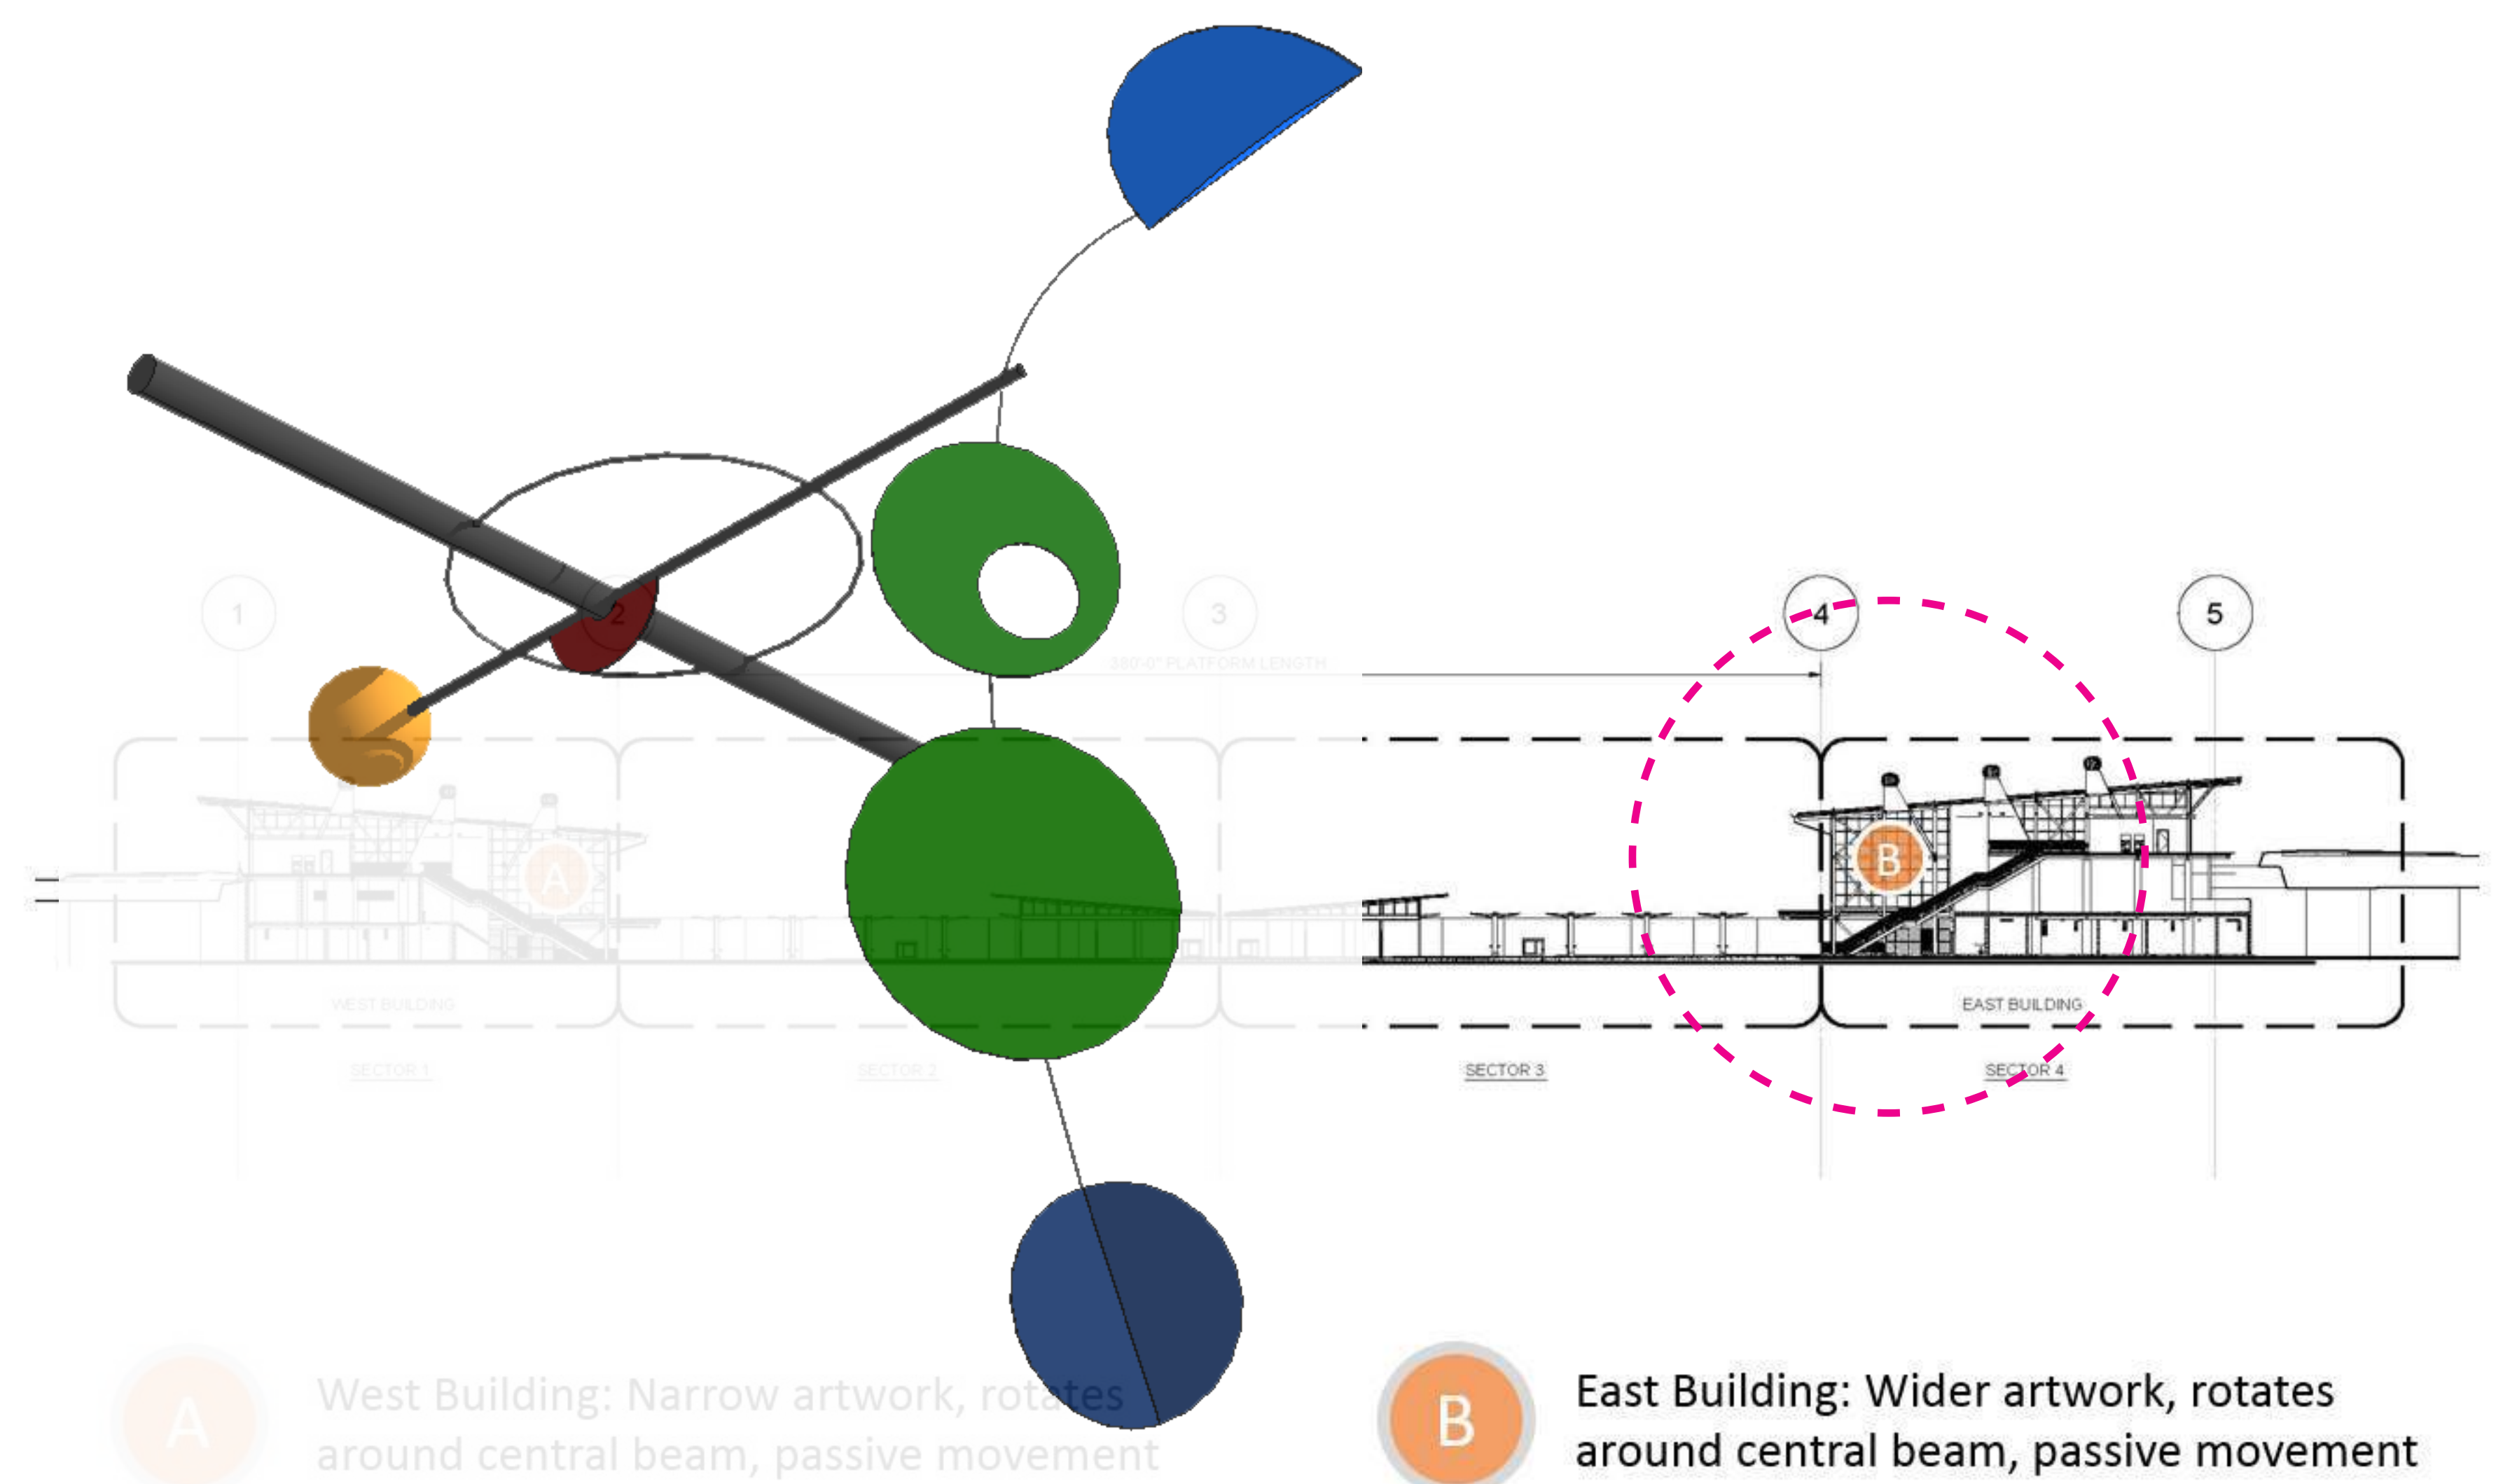 1
2
3
4
5
380'-0" PLATFORM LENGTH
A
B
WEST BUILDING
EAST BUILDING
SECTOR 1
SECTOR 2
SECTOR 3
SECTOR 4
A
West Building: Narrow artwork, rotates
around central beam, passive movement
B
East Building: Wider artwork, rotates
around central beam, passive movement